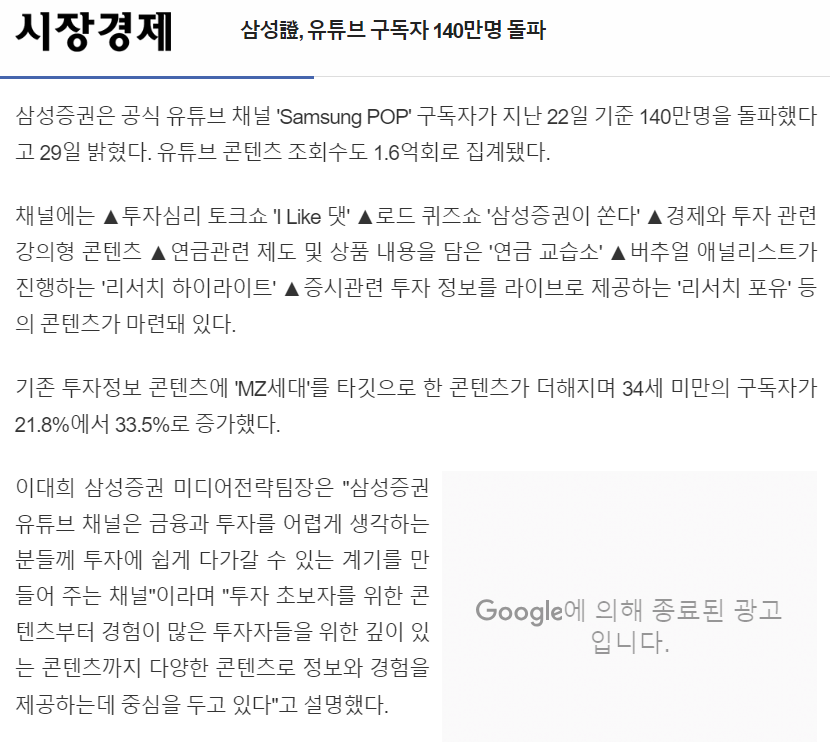 시장경제
삼성證, 유튜브 구독자 140만명 돌파
삼성증권은 공식 유튜브 채널 'Samsung POP' 구독자가 지난 22일 기준 140만명을 돌파했다
고 29일 밝혔다. 유튜브 콘텐츠 조회수도 1.6억회로 집계됐다.
채널에는 ▲투자심리 토크쇼 'I Like 댓' ▲로드 퀴즈쇼 '삼성증권이 쏜다' ▲경제와 투자 관련
강의형 콘텐츠 ▲연금관련 제도 및 상품 내용을 담은 '연금 교습소' ▲버추얼 애널리스트가
진행하는 '리서치 하이라이트' ▲증시관련 투자 정보를 라이브로 제공하는 '리서치 포유' 등
의 콘텐츠가 마련돼 있다.
기존 투자정보 콘텐츠에 'MZ세대'를 타깃으로 한 콘텐츠가 더해지며 34세 미만의 구독자가
21.8%에서 33.5%로 증가했다.
이대희 삼성증권 미디어전략팀장은 "삼성증권
유튜브 채널은 금융과 투자를 어렵게 생각하는
분들께 투자에 쉽게 다가갈 수 있는 계기를 만
들어 주는 채널"이라며 "투자 초보자를 위한 콘
텐츠부터 경험이 많은 투자자들을 위한 깊이 있
는 콘텐츠까지 다양한 콘텐츠로 정보와 경험을
제공하는데 중심을 두고 있다"고 설명했다.
Google에 의해 종료된 광고
입니다.